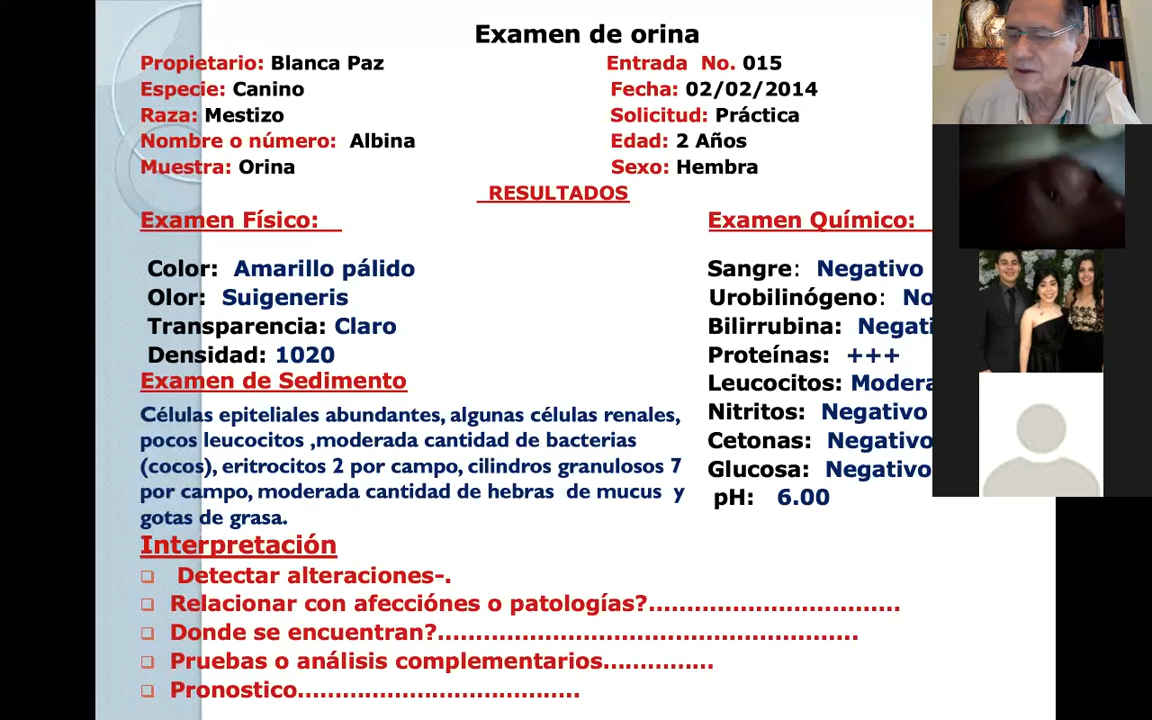 Examen de orina
Propietario: Blanca Paz
Entrada No. 015
Especie: Canino
Fecha: 02/02/2014
Raza: Mestizo
Solicitud: Práctica
Nombre o número: Albina
Edad: 2 Años
Muestra: Orina
Sexo: Hembra
RESULTADOS
Examen Físico:
Color: Amarillo pálido
Olor: Suigeneris
Transparencia: Claro
Densidad: 1020
Examen de Sedimento
Células epiteliales abundantes, algunas células renales,
pocos leucocitos ,moderada cantidad de bacterias
(cocos), eritrocitos 2 por campo, cilindros granulosos 7
por campo, moderada cantidad de hebras de mucus y
gotas de grasa.
Examen Químico:
Sangre: Negativo
Urobilinógeno: No
Bilirrubina: Negati
Proteínas: +++
Leucocitos: Modera
Nitritos: Negativo
Cetonas: Negativo
Glucosa: Negativo
pH: 6.00
Interpretación
Detectar alteraciones-.
Relacionar con afecciónes o patologías?.................................
Donde se encuentran?........................................................
Pruebas o análisis complementarios...............
Pronostico.....................................